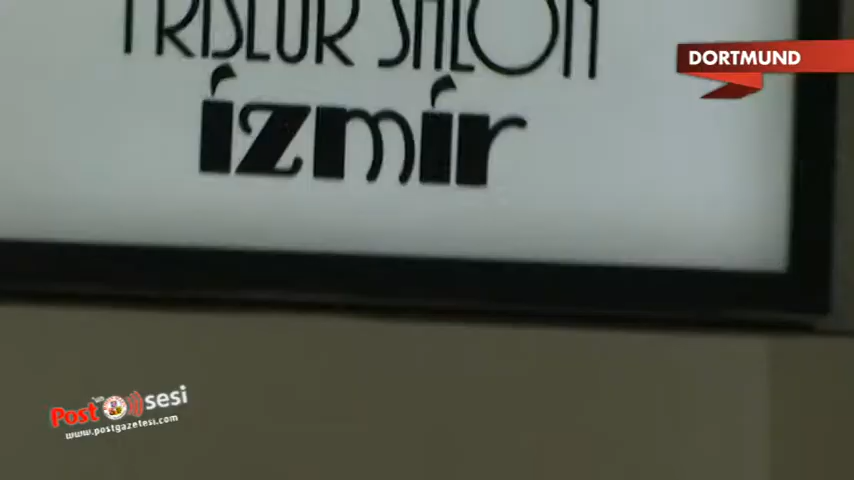 FRISEUR SALON
izmir
DORTMUND
Post sesi
www.postgazetesi.com